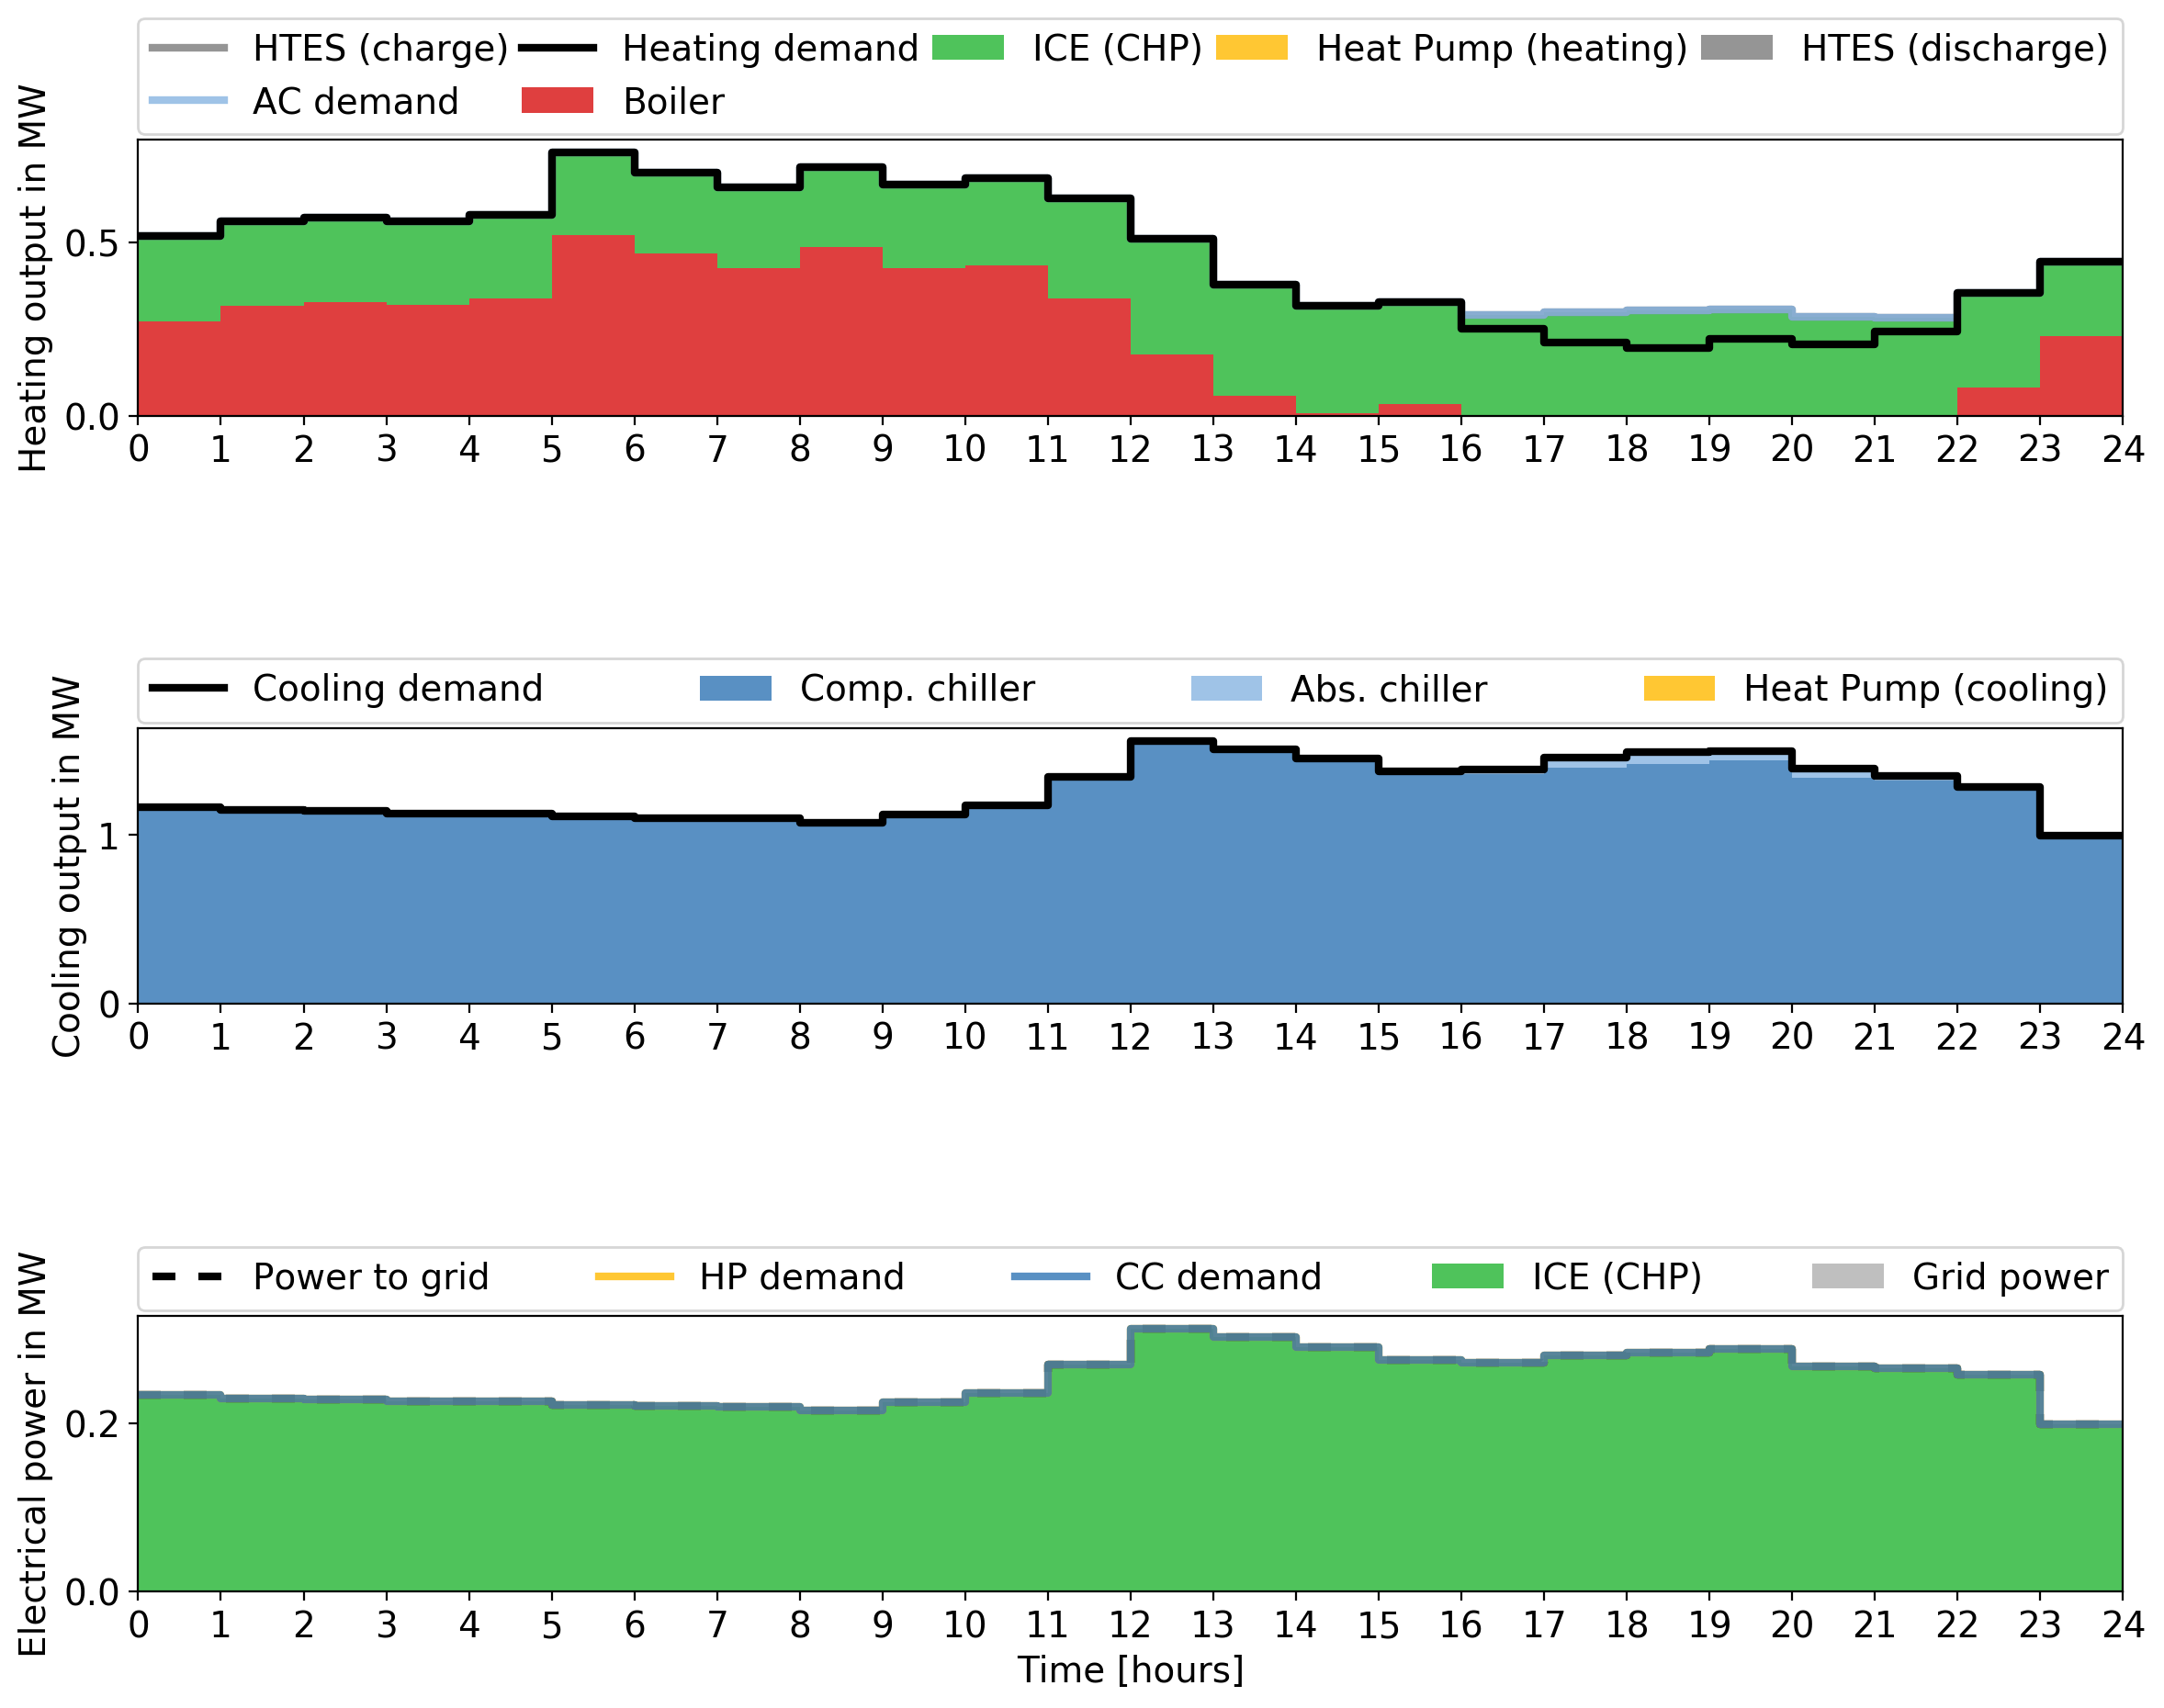 HTES (charge) Heating demand ICE (CHP) Heat Pump (heating) HTES (discharge)
AC demand Boiler
Heating output in MW
0.5
0.0
0 1 2 3 4 5 6 7 8 9 10 11 12 13 14 15 16 17 18 19 20 21 22 23 24
Cooling demand Comp. chiller Abs. chiller Heat Pump (cooling)
Cooling output in MW
1
0
0 1 2 3 4 5 6 7 8 9 10 11 12 13 14 15 16 17 18 19 20 21 22 23 24
Power to grid HP demand CC demand ICE (CHP) Grid power
Electrical power in MW
0.2
0.0
0 1 2 3 4 5 6 7 8 9 10 11 12 13 14 15 16 17 18 19 20 21 22 23 24
Time [hours]